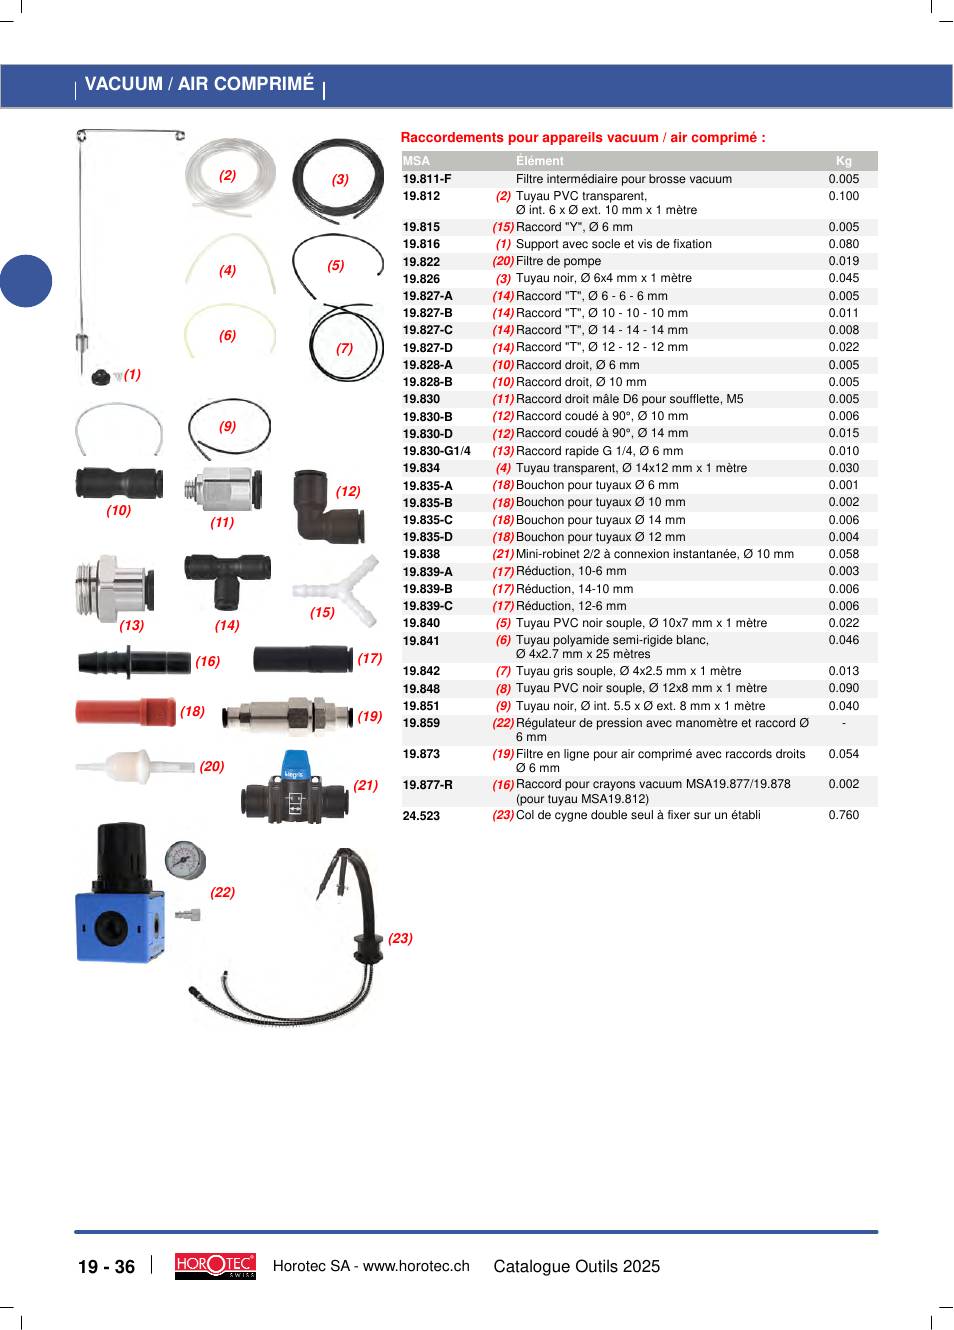 VACUUM / AIR COMPRIMÉ
(1)
(2)
(3)
(4)
(5)
(6)
(7)
(9)
(10)
(11)
(12)
(13)
(14)
(15)
(16)
(17)
(18)
(19)
(20)
legris
(21)
(22)
(23)
Raccordements pour appareils vacuum / air comprimé :
MSA Élément Kg
19.811-F Filtre intermédiaire pour brosse vacuum 0.005
19.812 (2) Tuyau PVC transparent, 0.100
Ø int. 6 x Ø ext. 10 mm x 1 mètre
19.815 (15) Raccord "Y", Ø 6 mm 0.005
19.816 (1) Support avec socle et vis de fixation 0.080
19.822 (20) Filtre de pompe 0.019
19.826 (3) Tuyau noir, Ø 6x4 mm x 1 mètre 0.045
19.827-A (14) Raccord "T", Ø 6 - 6 - 6 mm 0.005
19.827-B (14) Raccord "T", Ø 10 - 10 - 10 mm 0.011
19.827-C (14) Raccord "T", Ø 14 - 14 - 14 mm 0.008
19.827-D (14) Raccord "T", Ø 12 - 12 - 12 mm 0.022
19.828-A (10) Raccord droit, Ø 6 mm 0.005
19.828-B (10) Raccord droit, Ø 10 mm 0.005
19.830 (11) Raccord droit mâle D6 pour soufflette, M5 0.005
19.830-B (12) Raccord coudé à 90°, Ø 10 mm 0.006
19.830-D (12) Raccord coudé à 90°, Ø 14 mm 0.015
19.830-G1/4 (13) Raccord rapide G 1/4, Ø 6 mm 0.010
19.834 (4) Tuyau transparent, Ø 14x12 mm x 1 mètre 0.030
19.835-A (18) Bouchon pour tuyaux Ø 6 mm 0.001
19.835-B (18) Bouchon pour tuyaux Ø 10 mm 0.002
19.835-C (18) Bouchon pour tuyaux Ø 14 mm 0.006
19.835-D (18) Bouchon pour tuyaux Ø 12 mm 0.004
19.838 (21) Mini-robinet 2/2 à connexion instantanée, Ø 10 mm 0.058
19.839-A (17) Réduction, 10-6 mm 0.003
19.839-B (17) Réduction, 14-10 mm 0.006
19.839-C (17) Réduction, 12-6 mm 0.006
19.840 (5) Tuyau PVC noir souple, Ø 10x7 mm x 1 mètre 0.022
19.841 (6) Tuyau polyamide semi-rigide blanc, 0.046
Ø 4x2.7 mm x 25 mètres
19.842 (7) Tuyau gris souple, Ø 4x2.5 mm x 1 mètre 0.013
19.848 (8) Tuyau PVC noir souple, Ø 12x8 mm x 1 mètre 0.090
19.851 (9) Tuyau noir, Ø int. 5.5 x Ø ext. 8 mm x 1 mètre 0.040
19.859 (22) Régulateur de pression avec manomètre et raccord Ø -
6 mm
19.873 (19) Filtre en ligne pour air comprimé avec raccords droits 0.054
Ø 6 mm
19.877-R (16) Raccord pour crayons vacuum MSA19.877/19.878 0.002
(pour tuyau MSA19.812)
24.523 (23) Col de cygne double seul à fixer sur un établi 0.760
19 - 36
HOROTEC®
SWISS
Horotec SA - www.horotec.ch
Catalogue Outils 2025